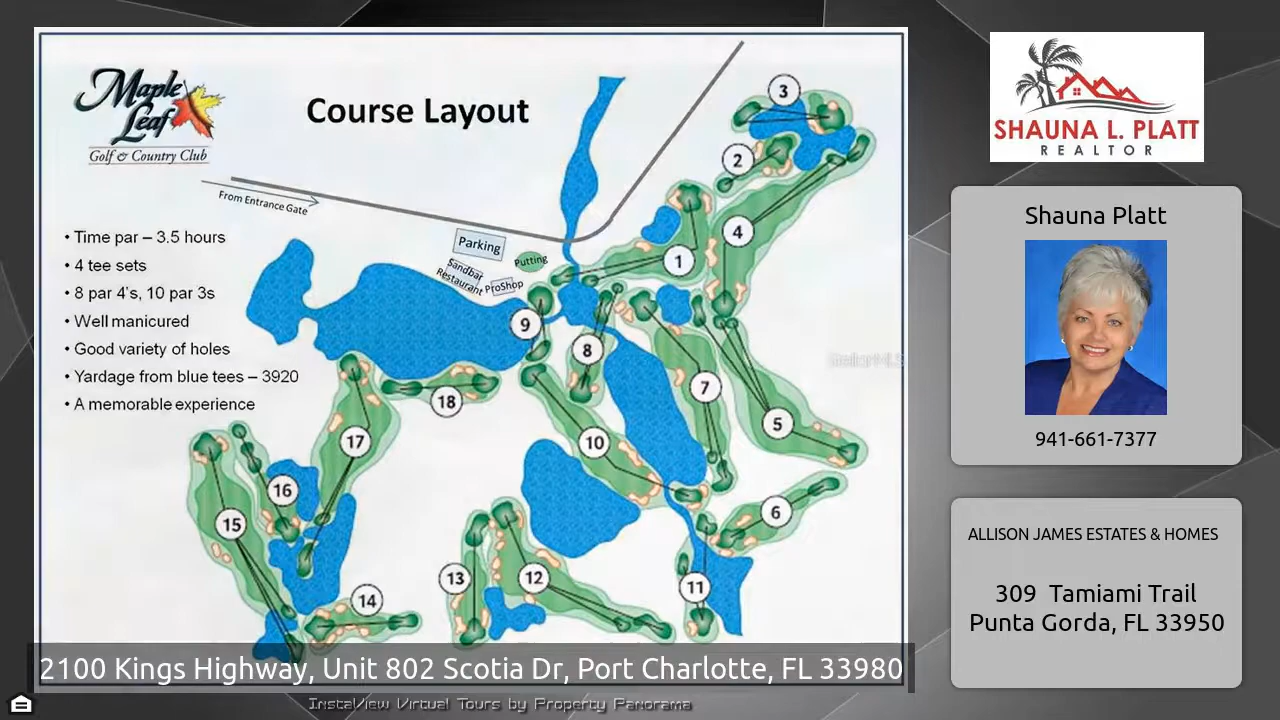 Maple
Leaf
Golf & Country Club
Course Layout
From Entrance Gate
Parking
Sandbar
Restaurant
ProShop
Putting
• Time par – 3.5 hours
• 4 tee sets
• 8 par 4's, 10 par 3s
• Well manicured
• Good variety of holes
• Yardage from blue tees – 3920
• A memorable experience
3
2
4
1
9
8
7
5
18
10
17
16
15
6
13
12
11
14
StellarMLS
2100 Kings Highway, Unit 802 Scotia Dr, Port Charlotte, FL 33980
InstaView Virtual Tours by Property Panorama
SHAUNA L. PLATT
REALTOR
Shauna Platt
941-661-7377
ALLISON JAMES ESTATES & HOMES
309 Tamiami Trail
Punta Gorda, FL 33950